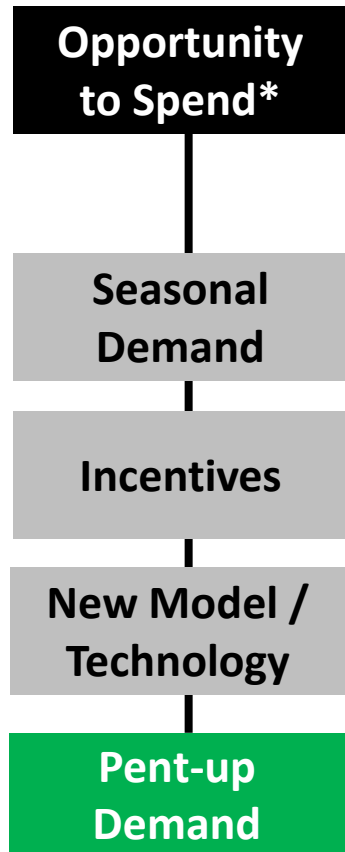 Opportunity
to Spend*
Seasonal
Demand
Incentives
New Model /
Technology
Pent-up
Demand